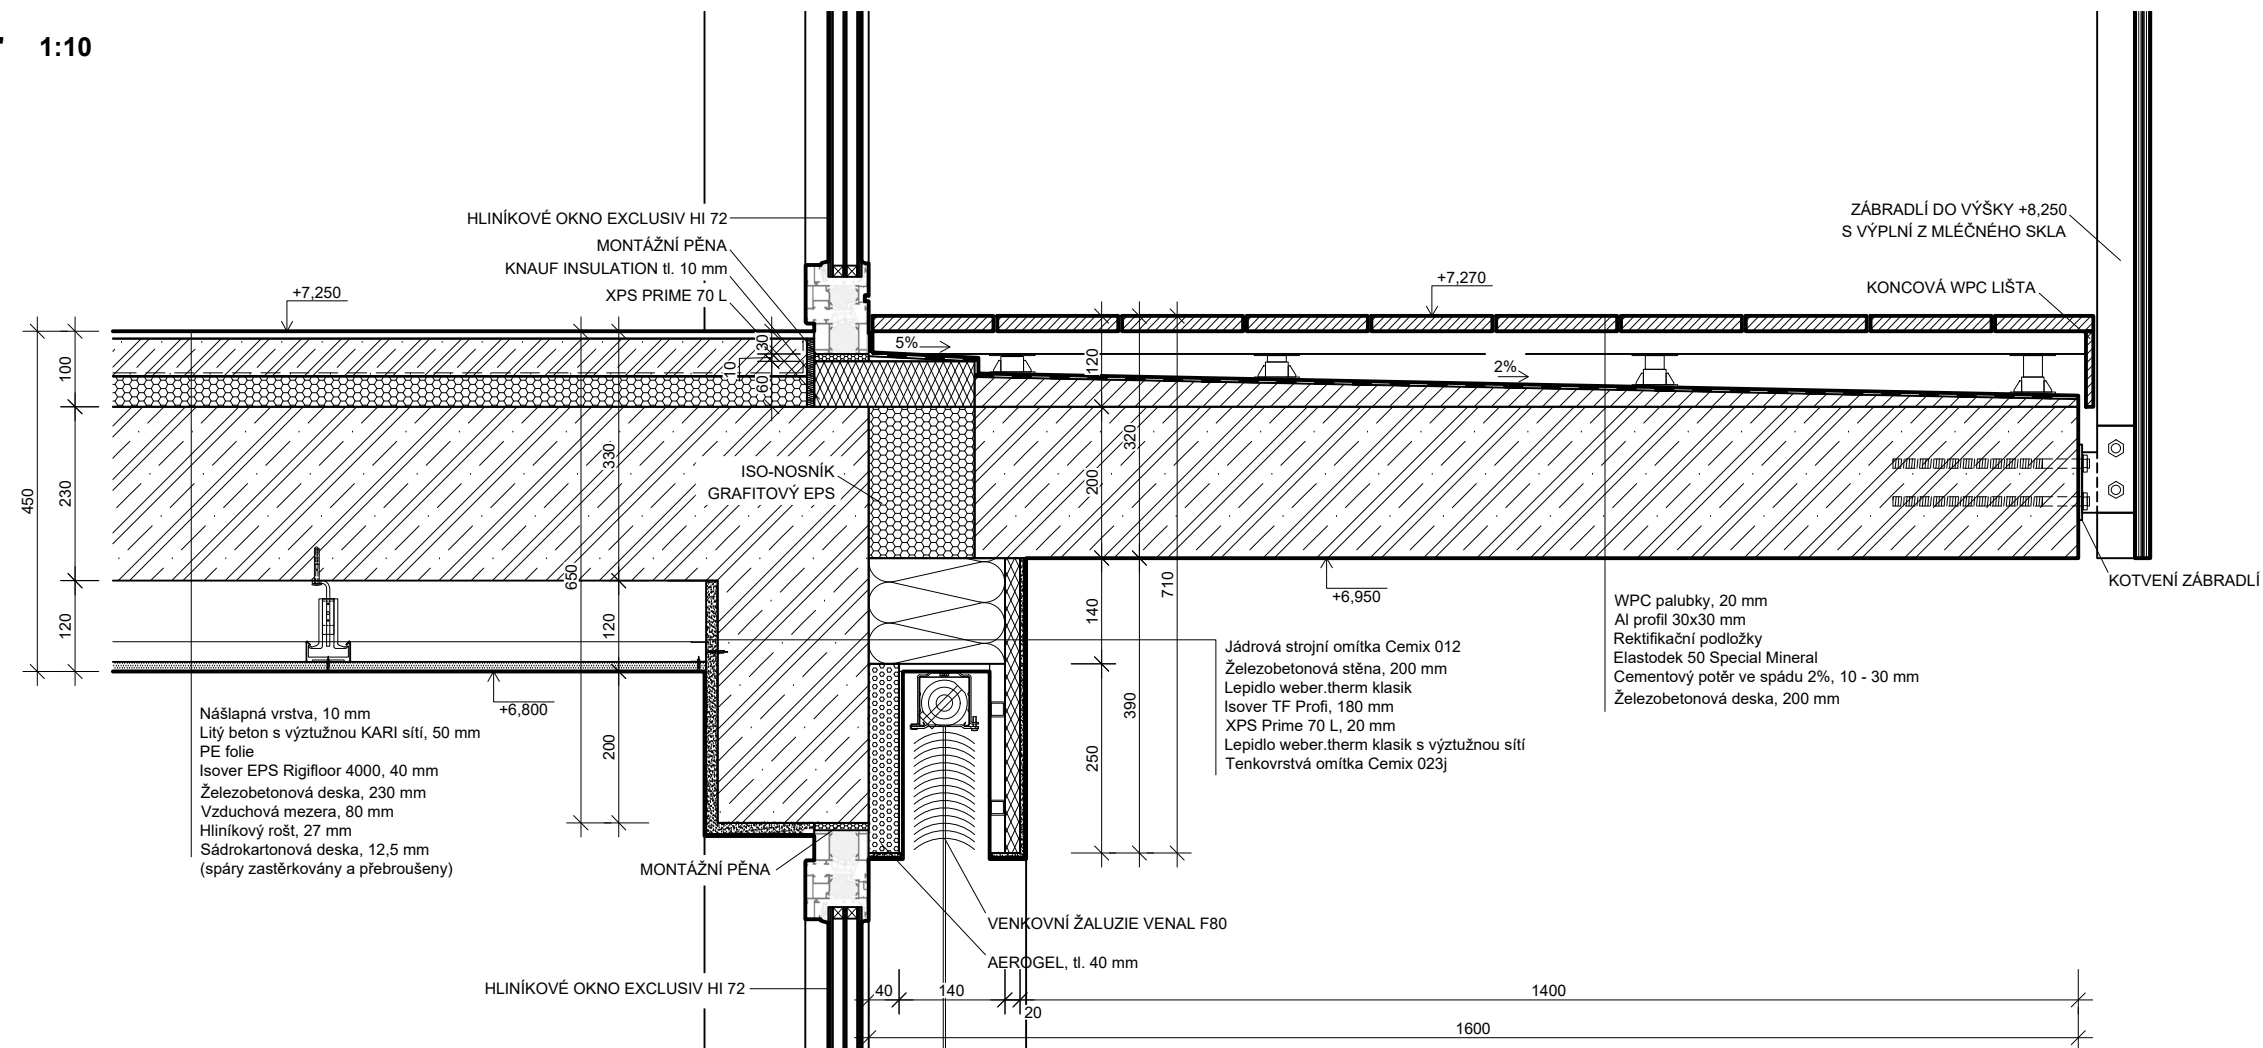 1:10
HLINÍKOVÉ OKNO EXCLUSIV HI 72
MONTÁŽNÍ PĚNA
KNAUF INSULATION tl. 10 mm
XPS PRIME 70 L
ZÁBRADLÍ DO VÝŠKY +8,250
S VÝPLNÍ Z MLÉČNÉHO SKLA
KONCOVÁ WPC LIŠTA
+7,250
+7,270
5%
2%
100
230
450
120
330
650
120
200
30
10
60
120
320
200
710
140
390
250
ISO-NOSNÍK
GRAFITOVÝ EPS
+6,800
+6,950
KOTVENÍ ZÁBRADLÍ
Nášlapná vrstva, 10 mm
Litý beton s výztužnou KARI sítí, 50 mm
PE folie
Isover EPS Rigifloor 4000, 40 mm
Železobetonová deska, 230 mm
Vzduchová mezera, 80 mm
Hliníkový rošt, 27 mm
Sádrokartonová deska, 12,5 mm
(spáry zastěrkovány a přebroušeny)
Jádrová strojní omítka Cemix 012
Železobetonová stěna, 200 mm
Lepidlo weber.therm klasik
Isover TF Profi, 180 mm
XPS Prime 70 L, 20 mm
Lepidlo weber.therm klasik s výztužnou sítí
Tenkovrstvá omítka Cemix 023j
WPC palubky, 20 mm
Al profil 30x30 mm
Rektifikační podložky
Elastodek 50 Special Mineral
Cementový potěr ve spádu 2%, 10 - 30 mm
Železobetonová deska, 200 mm
MONTÁŽNÍ PĚNA
VENKOVNÍ ŽALUZIE VENAL F80
AEROGEL, tl. 40 mm
HLINÍKOVÉ OKNO EXCLUSIV HI 72
40
140
20
1400
1600